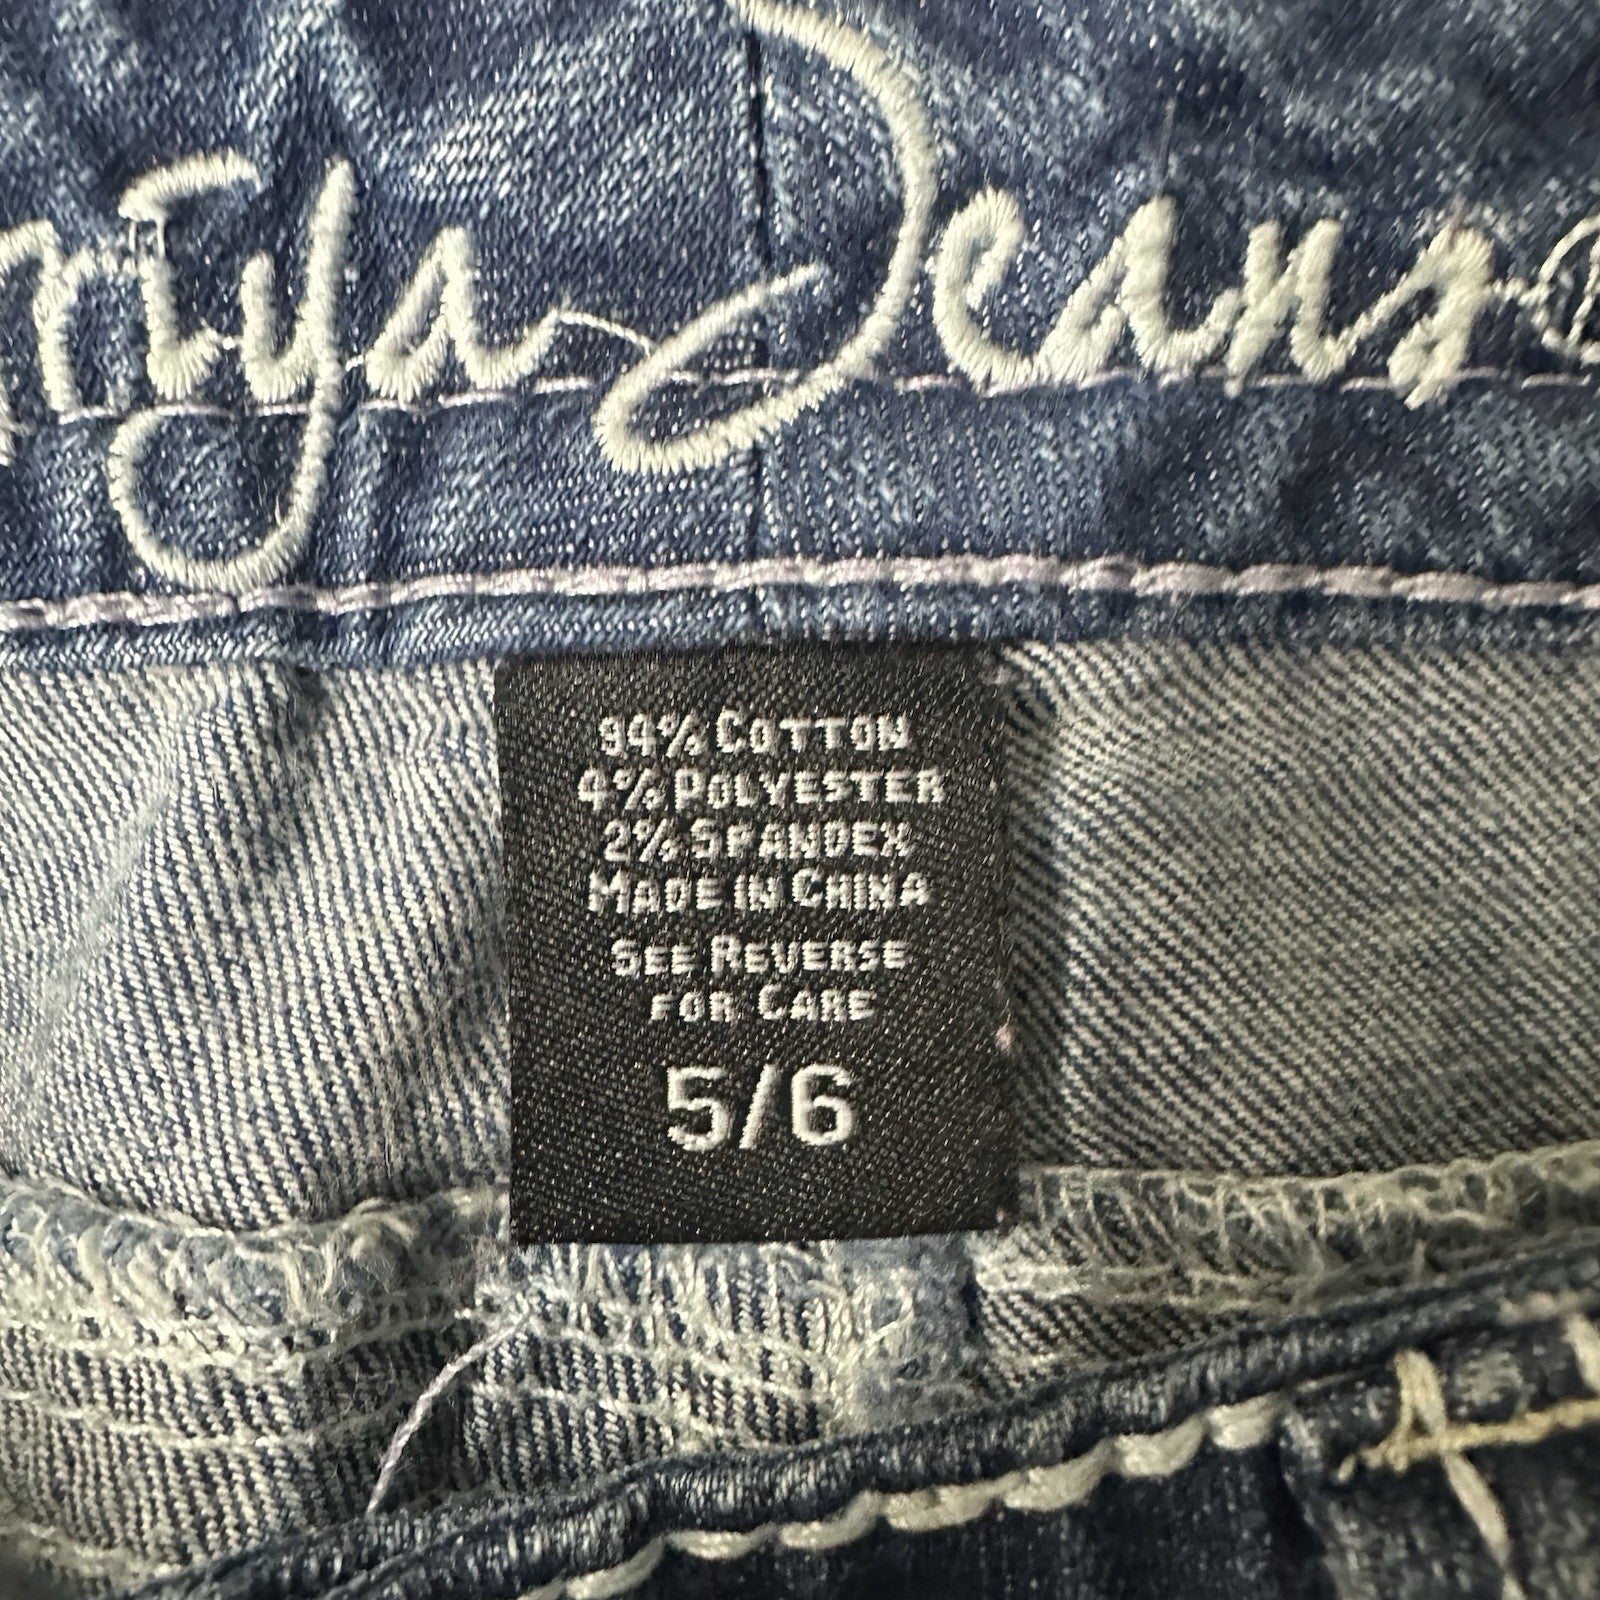 Jeans
94% COTTON
4% POLYESTER
2% SPANDEX
MADE IN CHINA
SEE REVERSE
FOR CARE
5/6